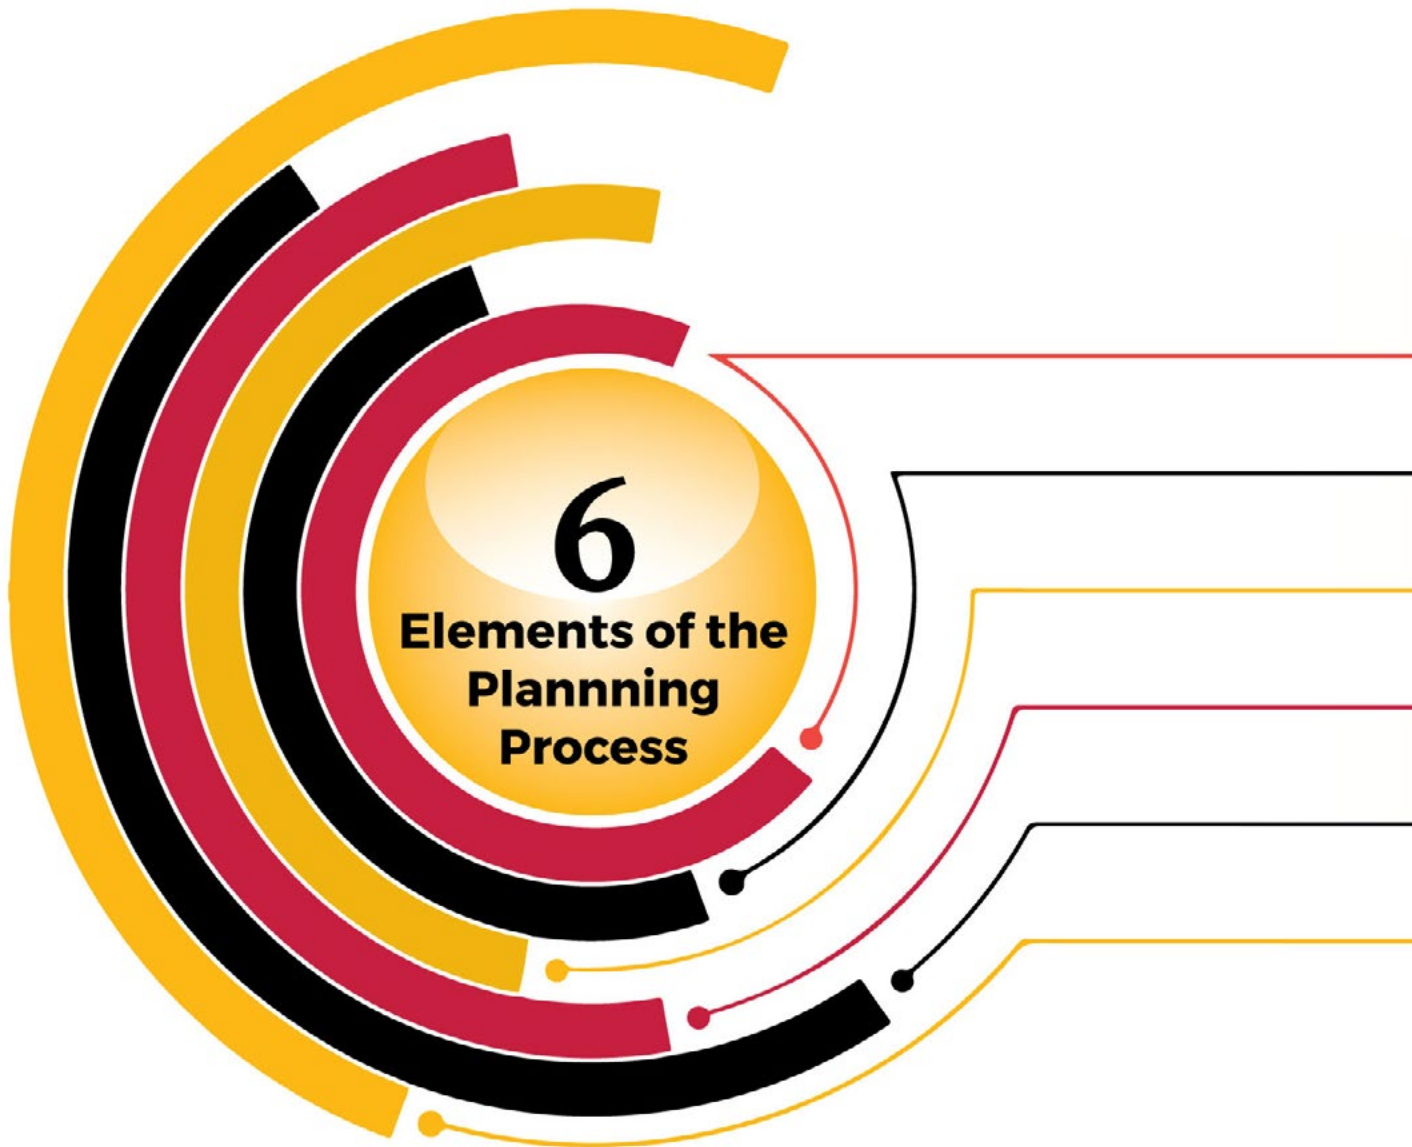 6
Elements of the
Plannning
Process